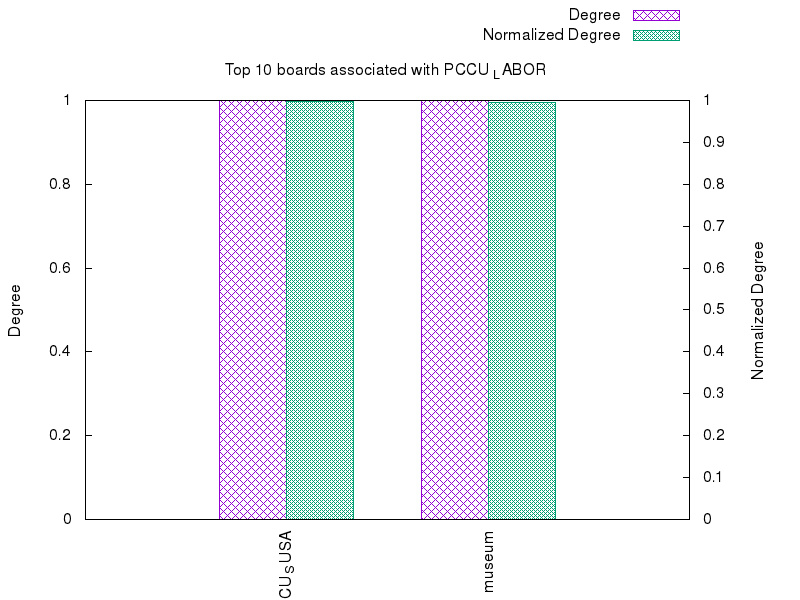 Degree
Normalized Degree
Top 10 boards associated with PCCU LABOR
1
0.8
0.6
0.4
0.2
0
1
0.9
0.8
0.7
0.6
0.5
0.4
0.3
0.2
0.1
0
Degree
Normalized Degree
CUSUSA
museum